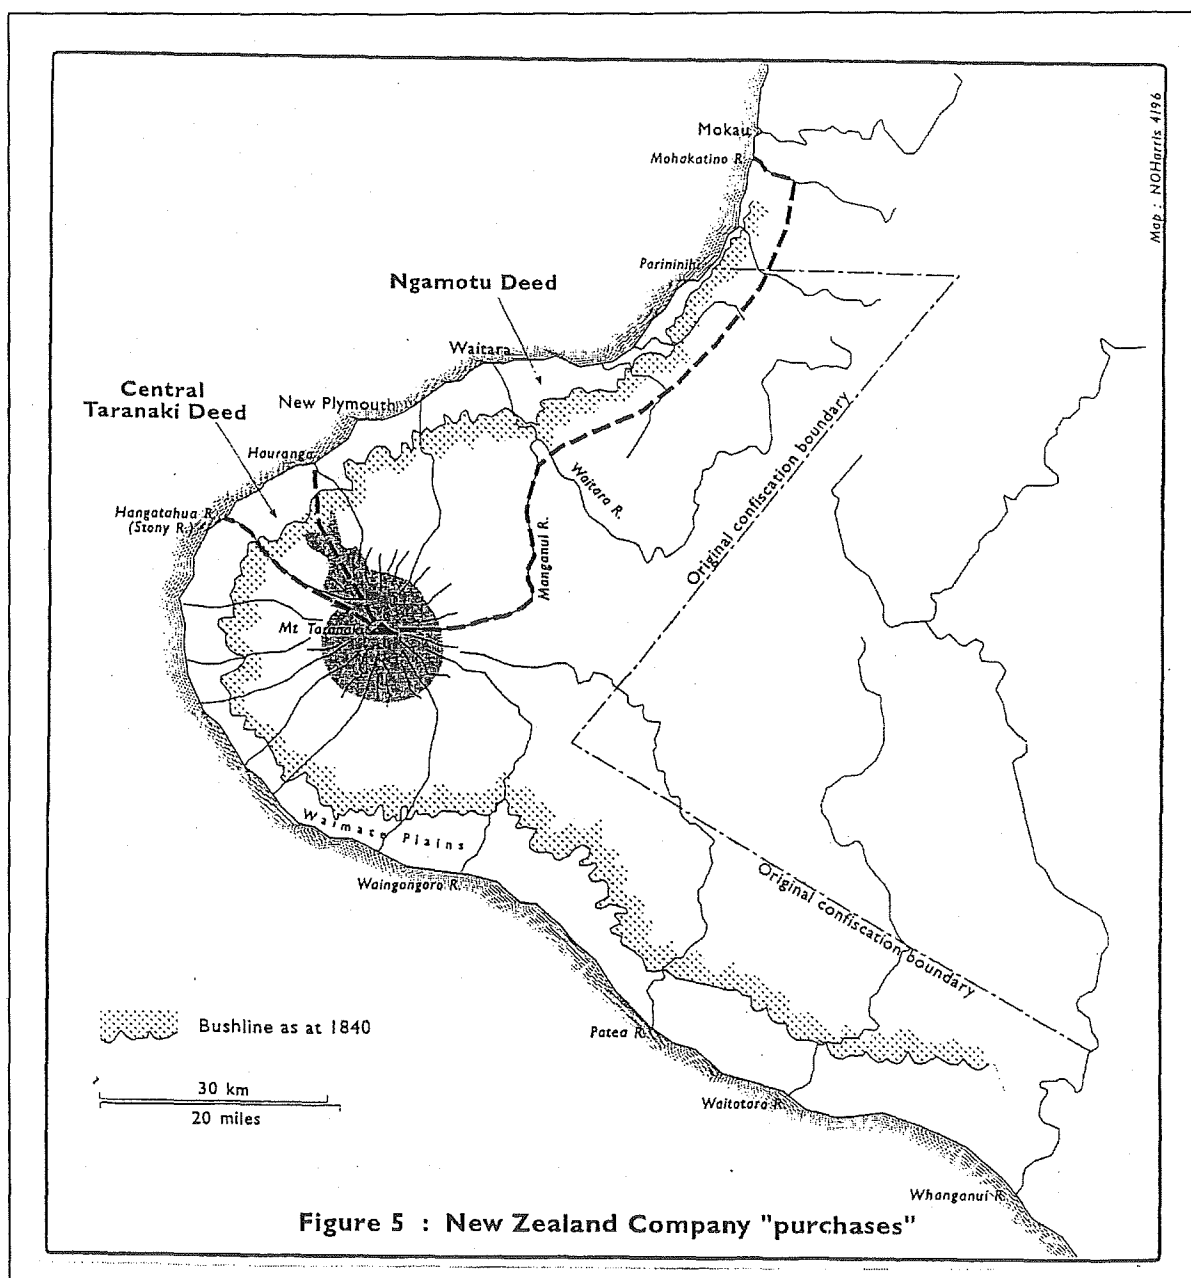 Mokau
Mohakatino R.
Map : NOHarris 4196
Parininihi
Ngamotu Deed
Waitara
Central
Taranaki Deed
New Plymouth
Hauranga
Hangatahua R.
(Stony R.)
Waitara R.
Manganui R.
Original confiscation boundary
Mt Taranaki
Waimate Plains
Waingongoro R.
Original confiscation boundary
Bushline as at 1840
Patea R.
30 km
20 miles
Waitotara R.
Whanganui R.
Figure 5 : New Zealand Company "purchases"